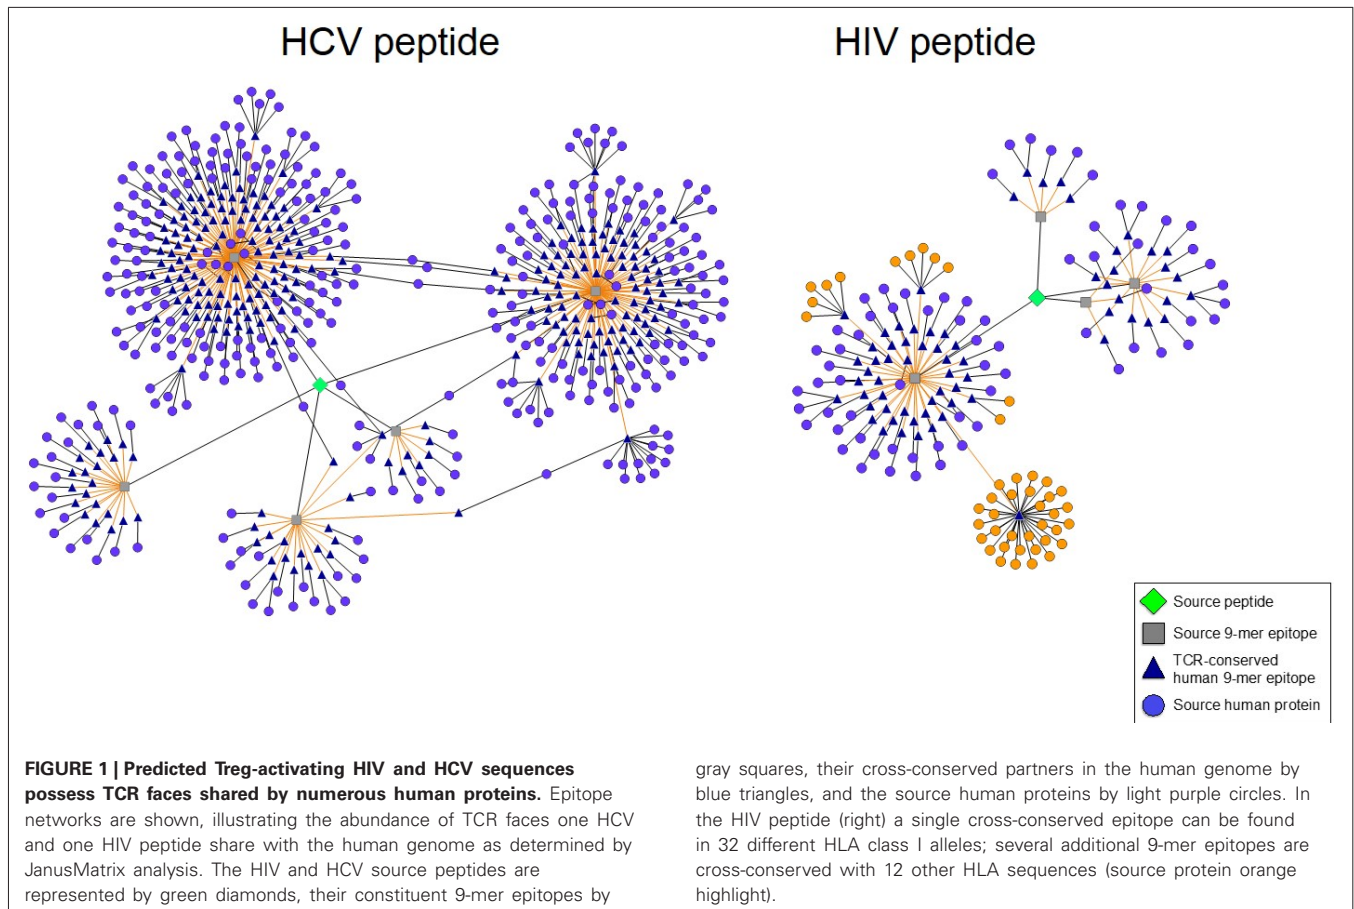 HCV peptide
HIV peptide
Source peptide
Source 9-mer epitope
TCR-conserved
human 9-mer epitope
Source human protein
FIGURE 1 | Predicted Treg-activating HIV and HCV sequences
possess TCR faces shared by numerous human proteins. Epitope
networks are shown, illustrating the abundance of TCR faces one HCV
and one HIV peptide share with the human genome as determined by
JanusMatrix analysis. The HIV and HCV source peptides are
represented by green diamonds, their constituent 9-mer epitopes by
gray squares, their cross-conserved partners in the human genome by
blue triangles, and the source human proteins by light purple circles. In
the HIV peptide (right) a single cross-conserved epitope can be found
in 32 different HLA class I alleles; several additional 9-mer epitopes are
cross-conserved with 12 other HLA sequences (source protein orange
highlight).